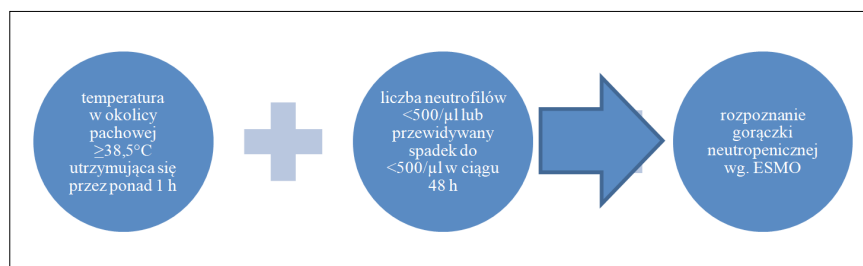 temperatura
w okolicy
pachowej
≥38,5°C
utrzymująca się
przez ponad 1 h
liczba neutrofilów
<500/µl lub
przewidywany
spadek do
<500/µl w ciągu
48 h
rozpoznanie
gorączki
neutropenicznej
wg. ESMO